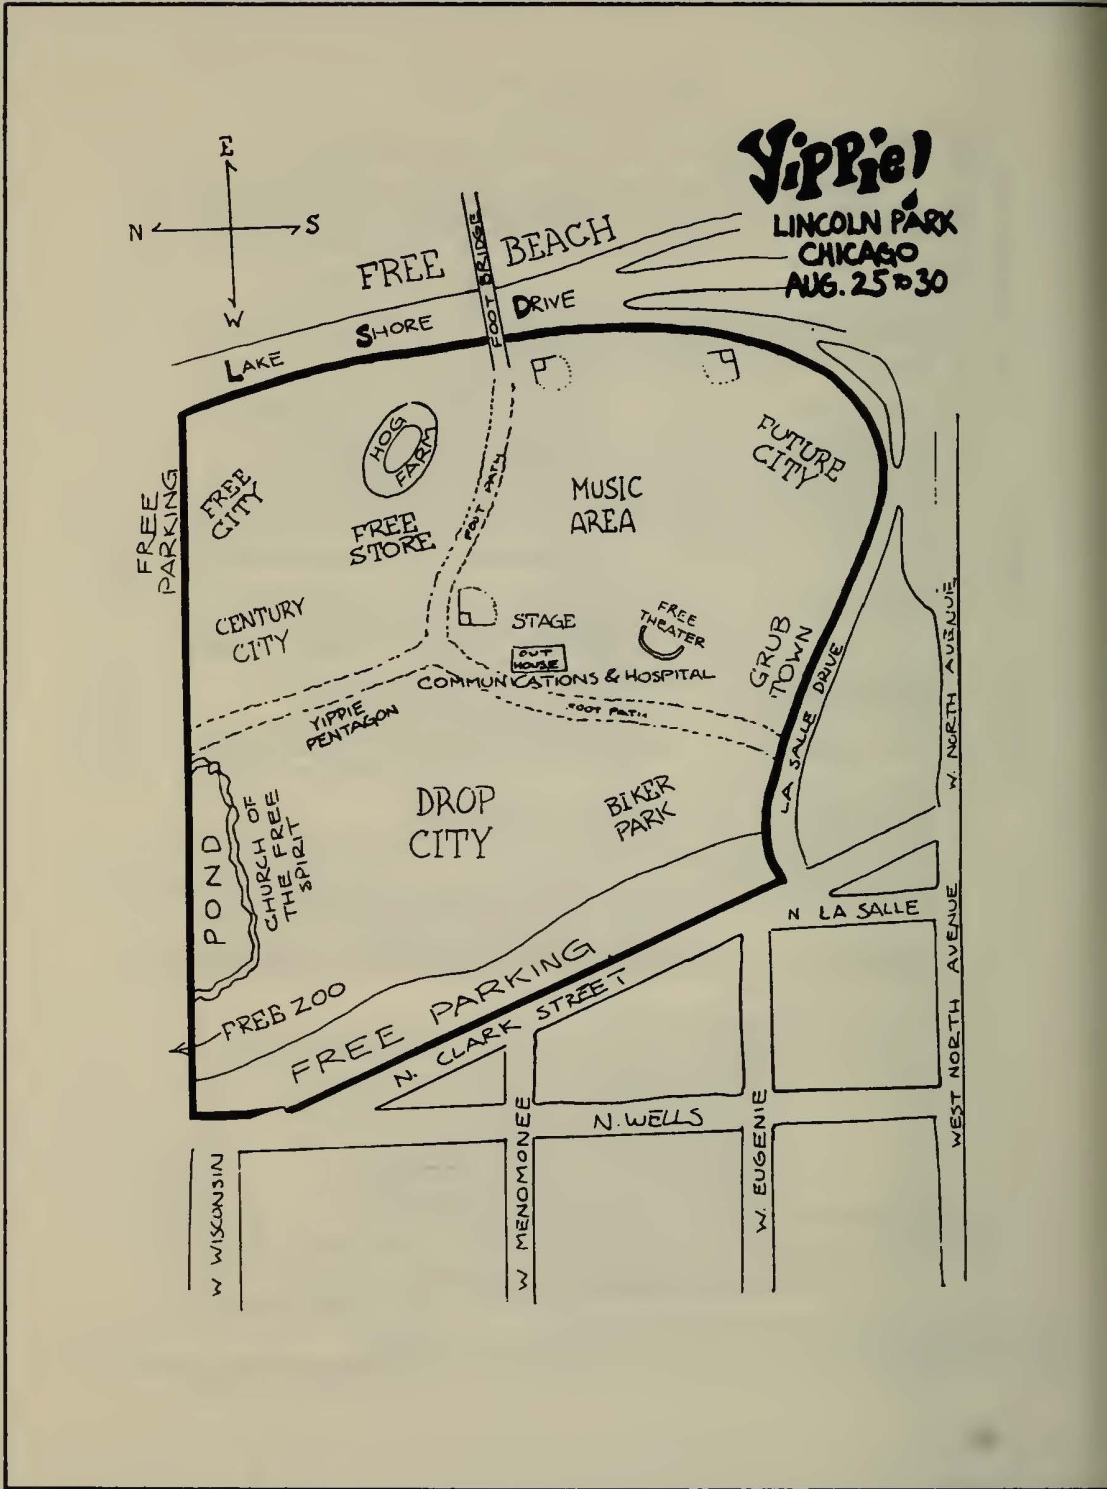 Yippie!
LINCOLN PARK
CHICAGO
AUG. 25 TO 30
E
N
S
W
FREE BEACH
FOOT BRIDGE
LAKE SHORE DRIVE
HOG
FARM
FREE
CITY
FREE
PARKING
FREE
STORE
FOOT PATH
MUSIC
AREA
FUTURE
CITY
CENTURY
CITY
STAGE
FREE
THEATER
OUT
HOUSE
COMMUNICATIONS & HOSPITAL
GRUB
TOWN
YIPPIE
PENTAGON
FOOT PATH
LA SALLE DRIVE
W. NORTH AVENUE
DROP
CITY
BIKER
PARK
POND
CHURCH OF
THE FREE
SPIRIT
FREE ZOO
FREE PARKING
N. CLARK STREET
N LA SALLE
WEST NORTH AVENUE
N. WELLS
W WISCONSIN
W MENOMONEE
W. EUGENIE